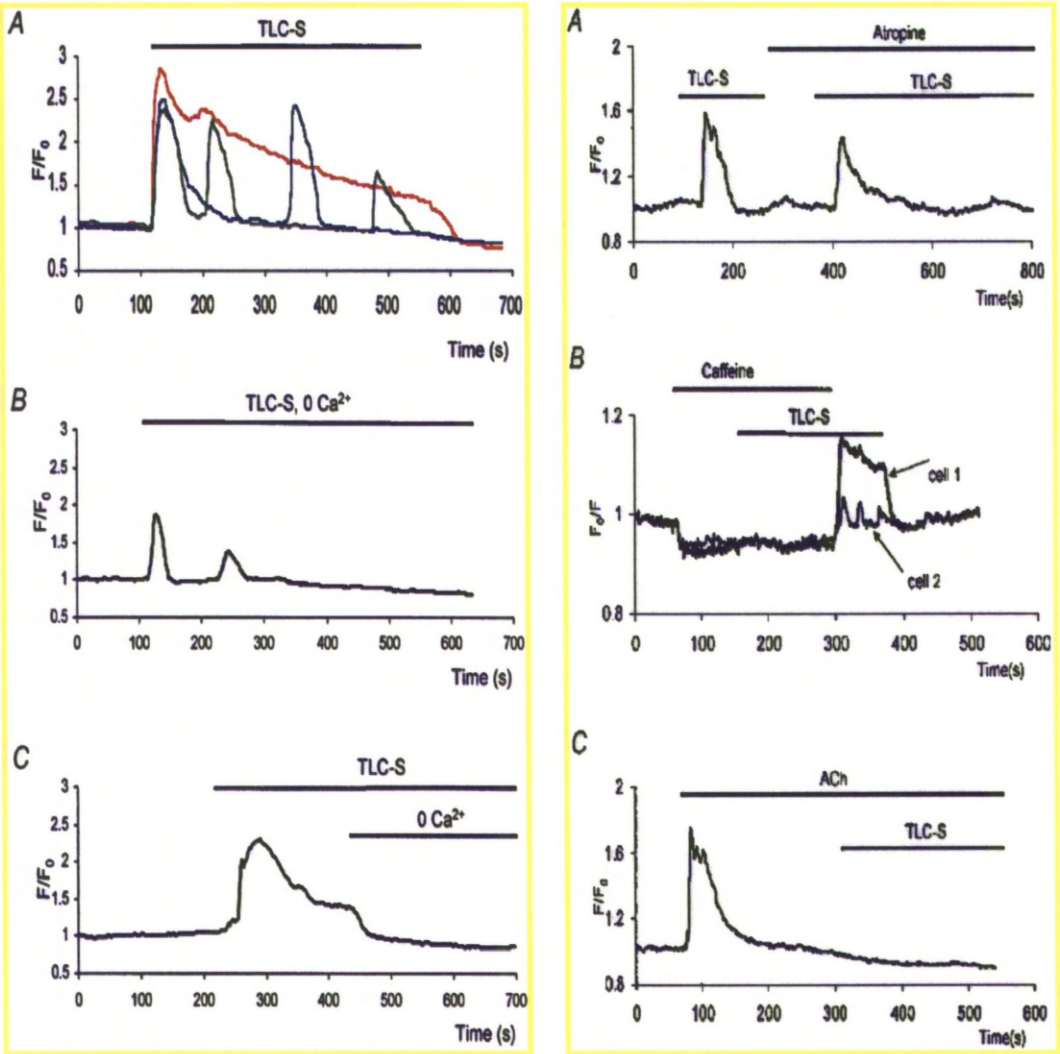 A
TLC-S
3
2.5
2
1.5
1
0.5
F/F₀
0 100 200 300 400 500 600 700
Time (s)
B
TLC-S, 0 Ca²⁺
3
2.5
2
1.5
1
0.5
F/F₀
0 100 200 300 400 500 600 700
Time (s)
C
TLC-S
0 Ca²⁺
3
2.5
2
1.5
1
0.5
F/F₀
0 100 200 300 400 500 600 700
Time (s)
A
Atropine
TLC-S TLC-S
2
1.6
1.2
0.8
F/F₀
0 200 400 600 800
Time(s)
B
Caffeine
TLC-S
1.2
1
0.8
F₀/F
cell 1
cell 2
0 100 200 300 400 500 600
Time(s)
C
ACh
TLC-S
2
1.6
1.2
0.8
F/F₀
0 100 200 300 400 500 600
Time(s)